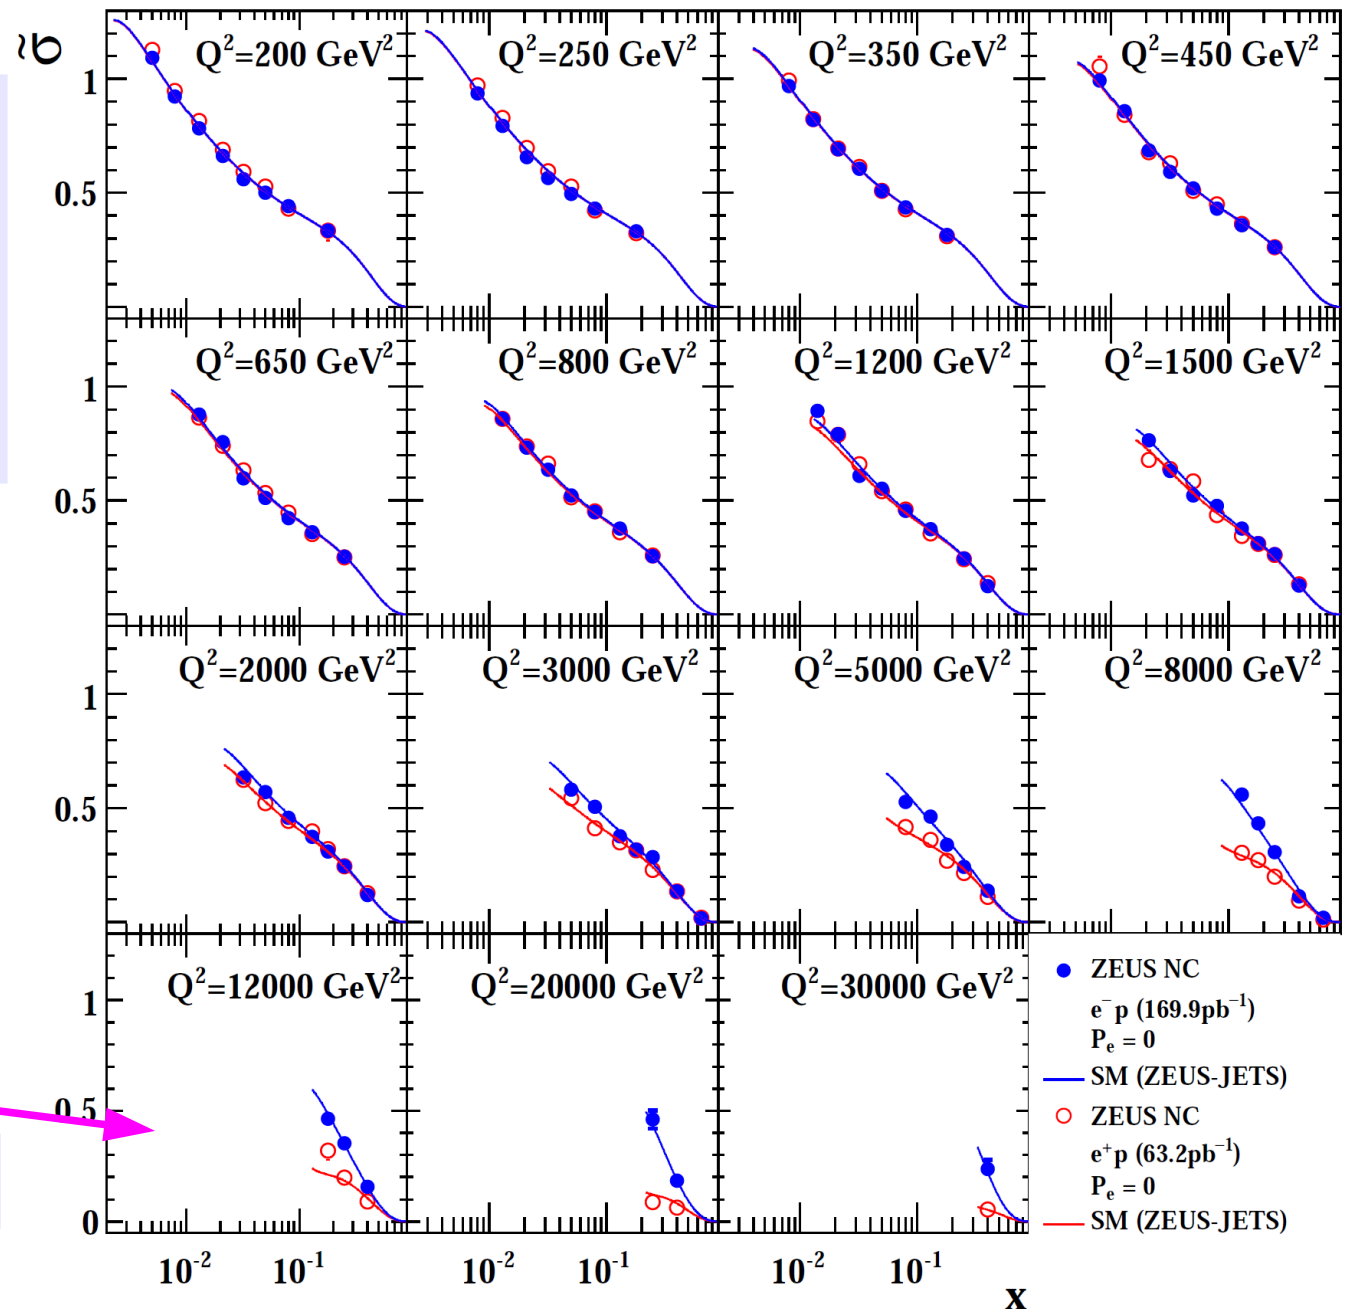 σ̃
Q²=200 GeV² Q²=250 GeV² Q²=350 GeV² Q²=450 GeV²
1
0.5
Q²=650 GeV² Q²=800 GeV² Q²=1200 GeV² Q²=1500 GeV²
1
0.5
Q²=2000 GeV² Q²=3000 GeV² Q²=5000 GeV² Q²=8000 GeV²
1
0.5
Q²=12000 GeV² Q²=20000 GeV² Q²=30000 GeV²
1
0.5
0
10⁻² 10⁻¹ 10⁻² 10⁻¹ 10⁻² 10⁻¹
x
ZEUS NC
e⁻p (169.9pb⁻¹)
Pₑ = 0
SM (ZEUS-JETS)
ZEUS NC
e⁺p (63.2pb⁻¹)
Pₑ = 0
SM (ZEUS-JETS)